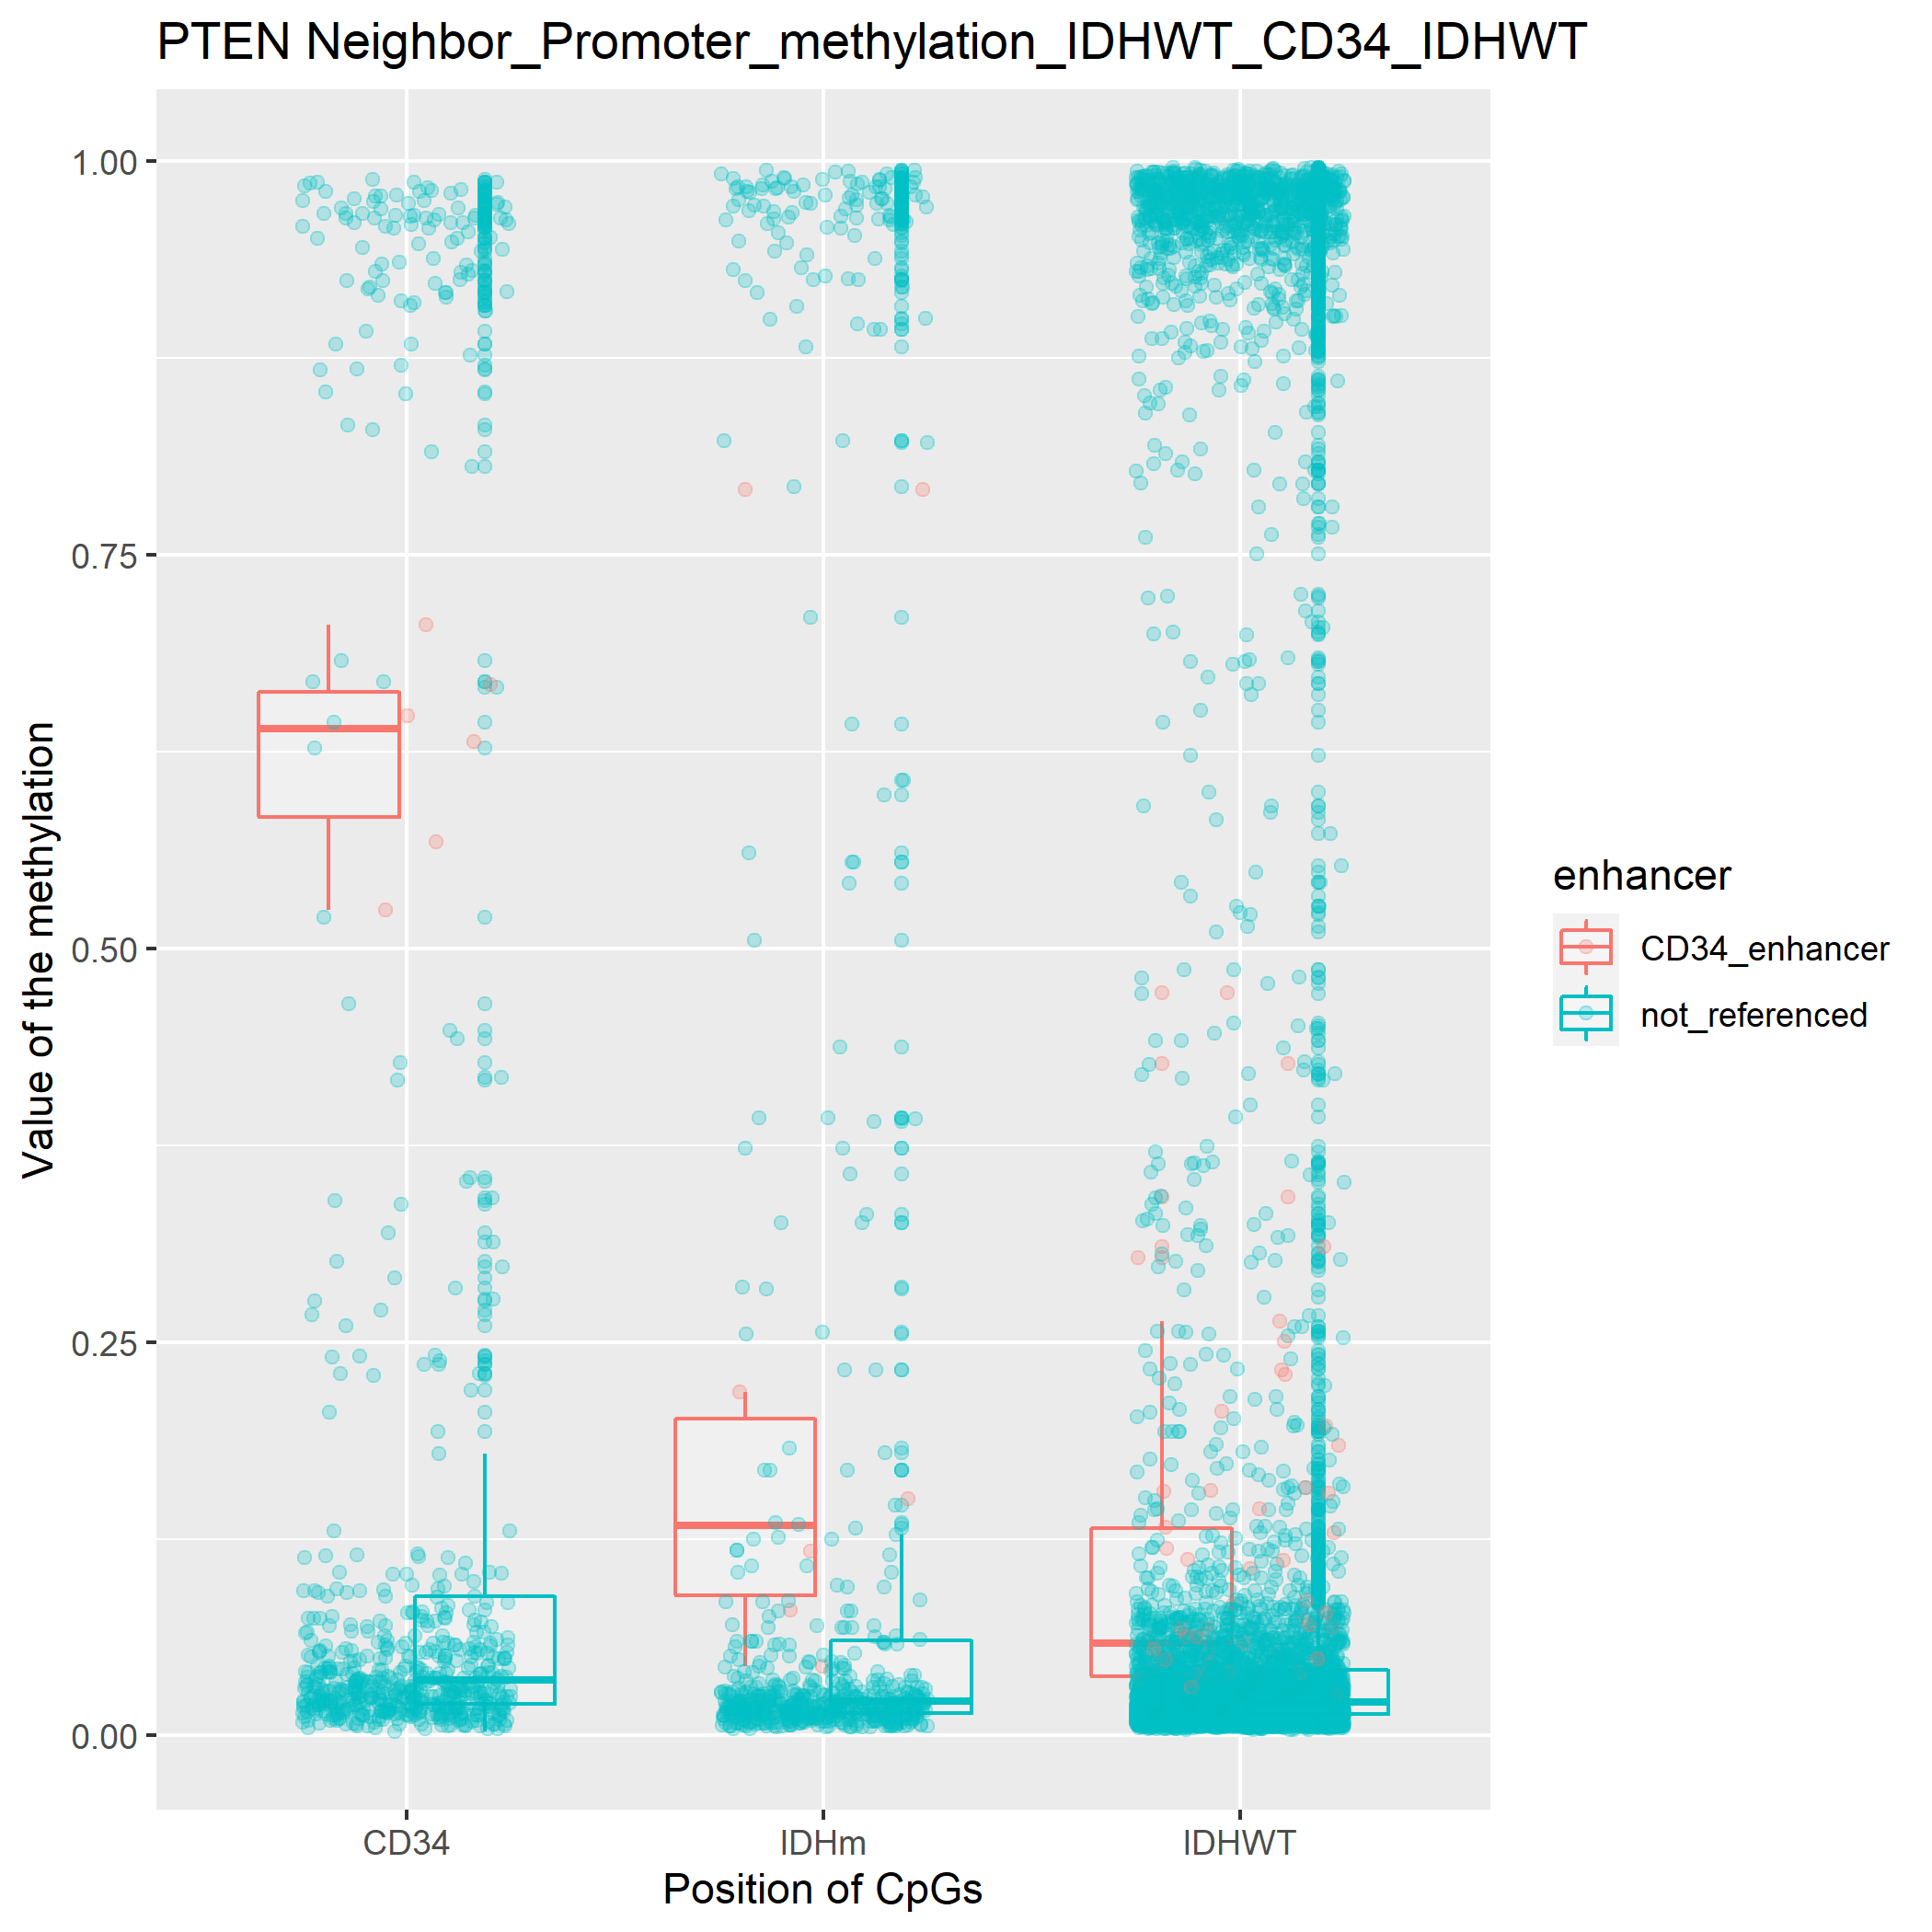 PTEN Neighbor_Promoter_methylation_IDHWT_CD34_IDHWT
Value of the methylation
1.00
0.75
0.50
0.25
0.00
CD34
IDHm
IDHWT
Position of CpGs
enhancer
CD34_enhancer
not_referenced